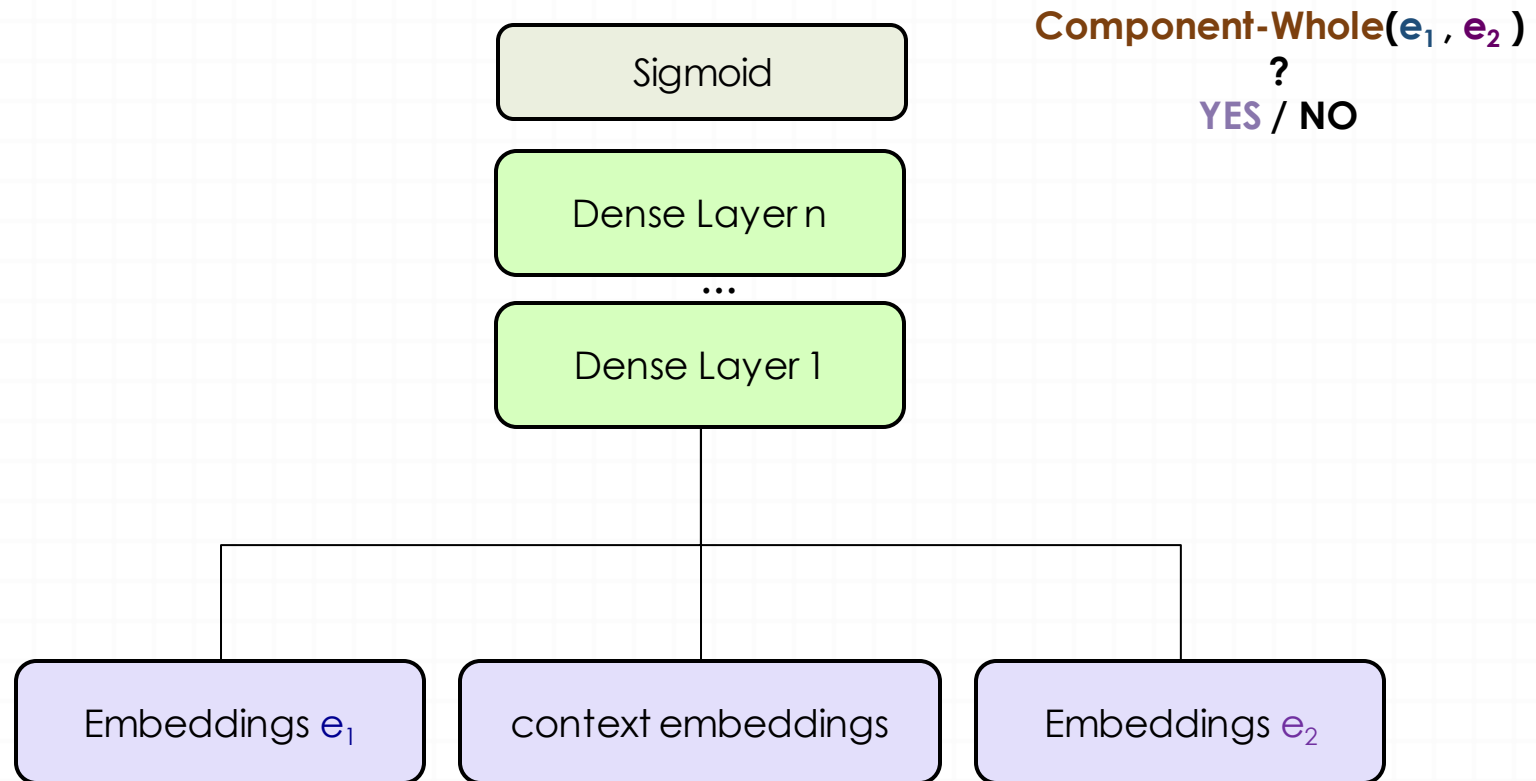 Component-Whole(e₁ , e₂ )
?
YES / NO
Sigmoid
Dense Layer n
...
Dense Layer 1
Embeddings e₁
context embeddings
Embeddings e₂